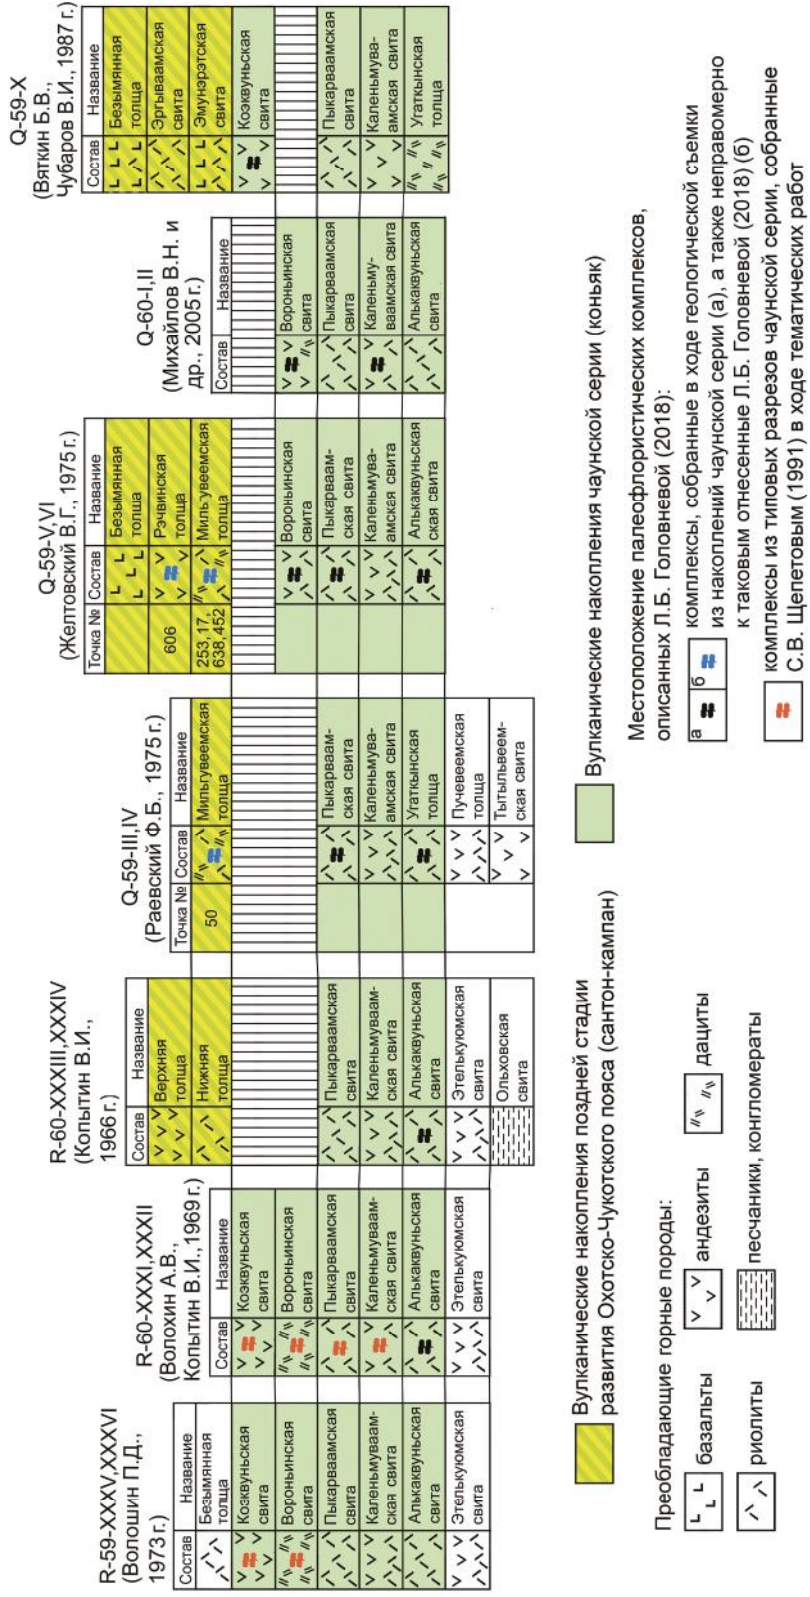 R-59-XXXV,XXXVI
(Волошин П.Д.,
1973 г.)
Состав
Название
Безымянная
толща
Коэквуньская
свита
Вороньинская
свита
Пыкарваамская
свита
Каленьмуваам-
ская свита
Алькаквуньская
свита
Этелькуюмская
свита
R-60-XXXI,XXXII
(Волохин А.В.,
Копытин В.И.,1969 г.)
Состав
Название
Коэквуньская
свита
Вороньинская
свита
Пыкарваамская
свита
Каленьмуваам-
ская свита
Алькаквуньская
свита
Этелькуюмская
свита
R-60-XXXIII,XXXIV
(Копытин В.И.,
1966 г.)
Состав
Название
Верхняя
толща
Нижняя
толща
Пыкарваамская
свита
Каленьмуваам-
ская свита
Алькаквуньская
свита
Этелькуюмская
свита
Ольховская
свита
Q-59-III,IV
(Раевский Ф.Б., 1975 г.)
Точка № Состав
Название
50
Мильгувеемская
толща
Пыкарваам-
ская свита
Каленьмува-
амская свита
Угаткынская
толща
Пучевеемская
толща
Тытыльвеем-
ская свита
Q-59-V,VI
(Желтовский В.Г., 1975 г.)
Точка № Состав
Название
Безымянная
толща
606
Рэчвинская
толща
253,17,
638,452
Мильгувеемская
толща
Вороньинская
свита
Пыкарваам-
ская свита
Каленьмува-
амская свита
Алькаквунь-
ская свита
Q-60-I,II
(Михайлов В.Н. и
др., 2005 г.)
Состав
Название
Вороньинская
свита
Пыкарваамская
свита
Каленьму-
ваамская свита
Алькаквуньская
свита
Q-59-X
(Вяткин Б.В.,
Чубаров В.И., 1987 г.)
Состав
Название
Безымянная
толща
Эргываамская
свита
Эмунэрэтская
свита
Коэквуньская
свита
Пыкарваамская
свита
Каленьмува-
амская свита
Угаткынская
толща
Вулканические накопления поздней стадии
развития Охотско-Чукотского пояса (сантон-кампан)
Вулканические накопления чаунской серии (коньяк)
Преобладающие горные породы:
базальты
андезиты
дациты
риолиты
песчаники, конгломераты
Местоположение палеофлористических комплексов,
описанных Л.Б. Головневой (2018):
а
б
комплексы, собранные в ходе геологической съемки
из накоплений чаунской серии (а), а также неправомерно
к таковым отнесенные Л.Б. Головневой (2018) (б)
комплексы из типовых разрезов чаунской серии, собранные
С.В. Щепетовым (1991) в ходе тематических работ